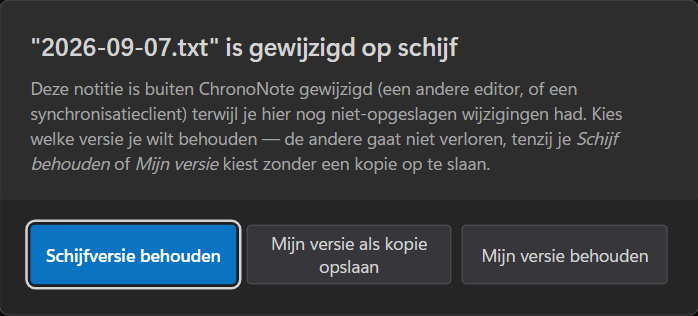 "2026-09-07.txt" is gewijzigd op schijf
Deze notitie is buiten ChronoNote gewijzigd (een andere editor, of een
synchronisatieclient) terwijl je hier nog niet-opgeslagen wijzigingen had. Kies
welke versie je wilt behouden — de andere gaat niet verloren, tenzij je Schijf
behouden of Mijn versie kiest zonder een kopie op te slaan.
Schijfversie behouden
Mijn versie als kopie
opslaan
Mijn versie behouden